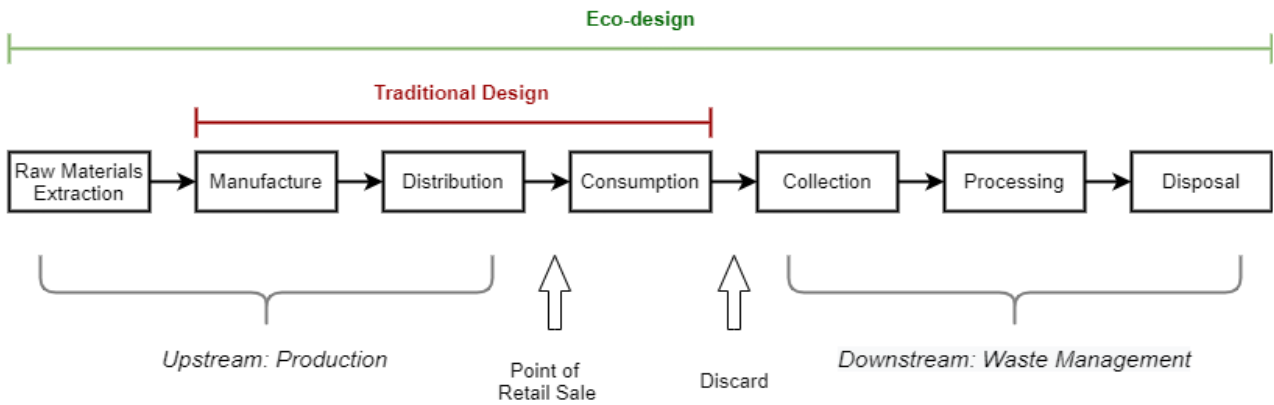 Eco-design
Traditional Design
Raw Materials
Extraction
Manufacture
Distribution
Consumption
Collection
Processing
Disposal
Upstream: Production
Point of
Retail Sale
Discard
Downstream: Waste Management